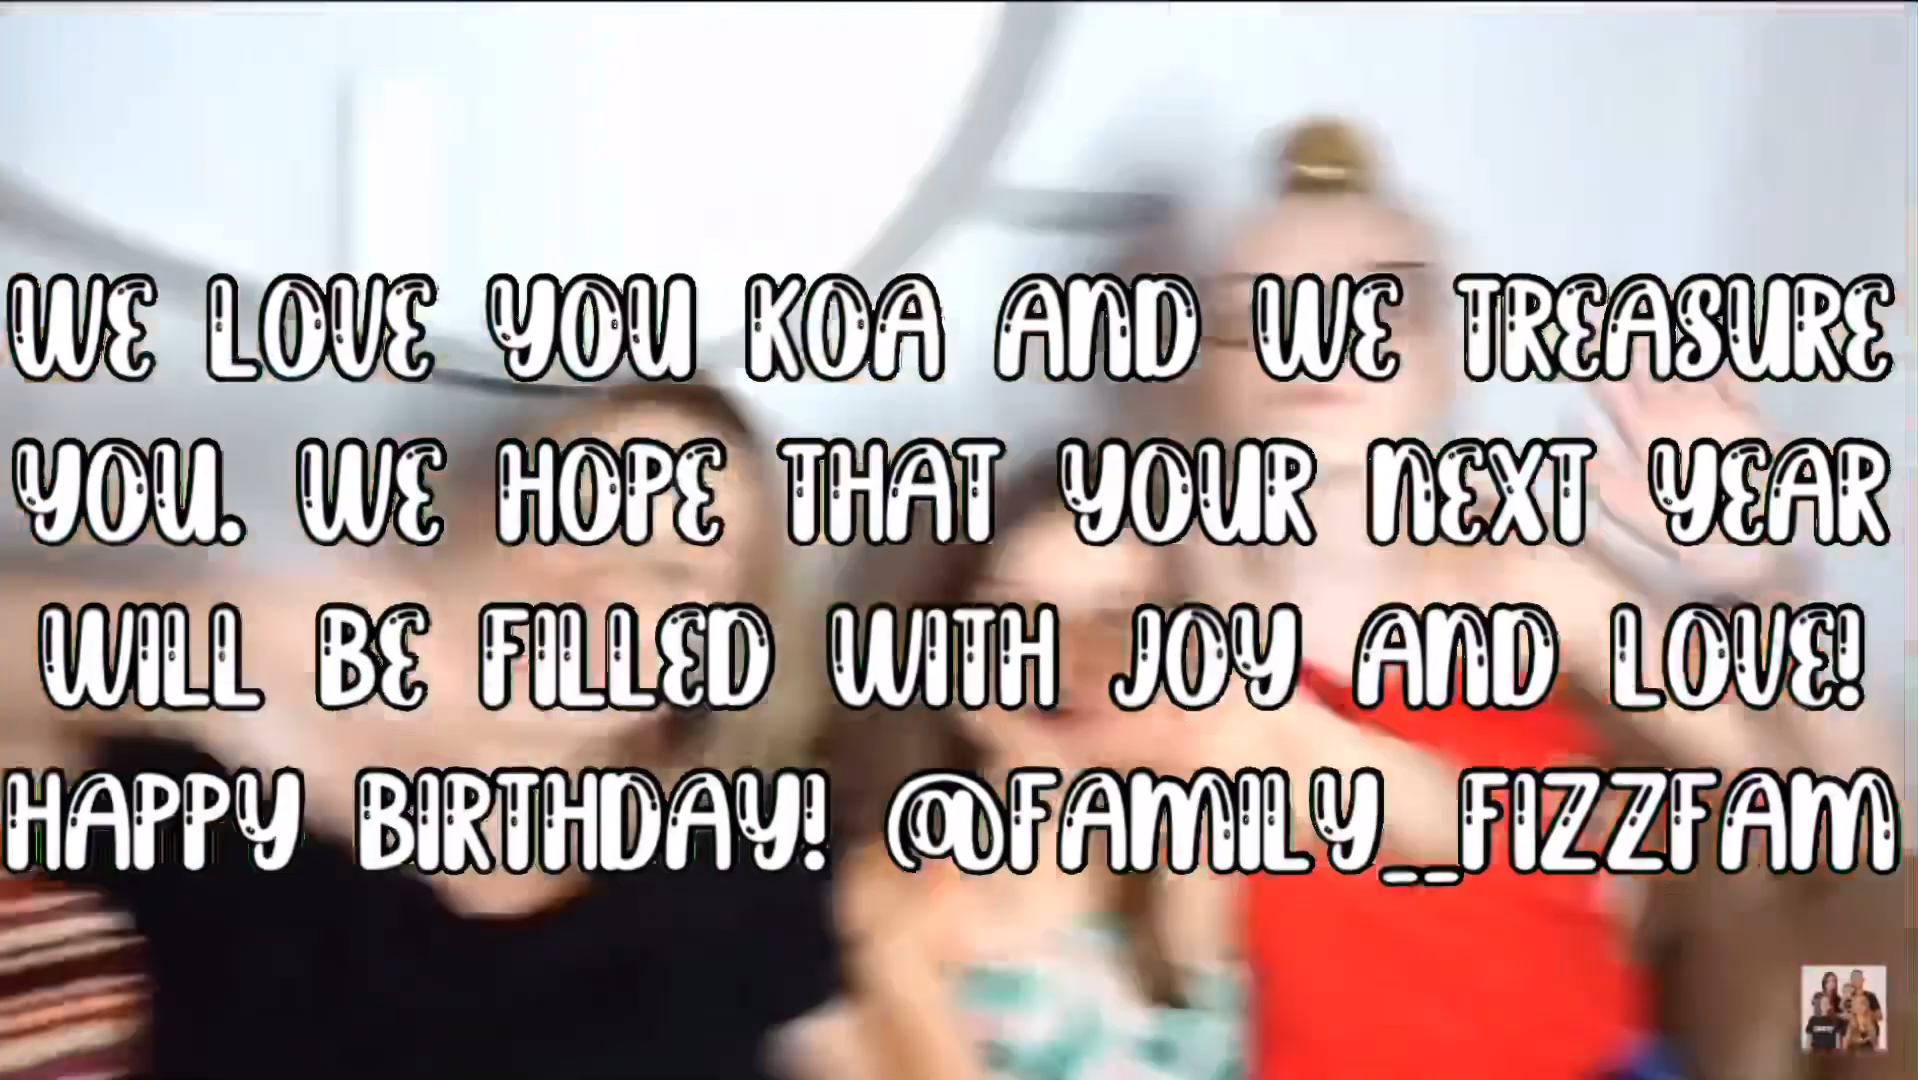 WE LOVE YOU KOA AND WE TREASURE
YOU. WE HOPE THAT YOUR NEXT YEAR
WILL BE FILLED WITH JOY AND LOVE!
HAPPY BIRTHDAY! @FAMILY__FIZZFAM